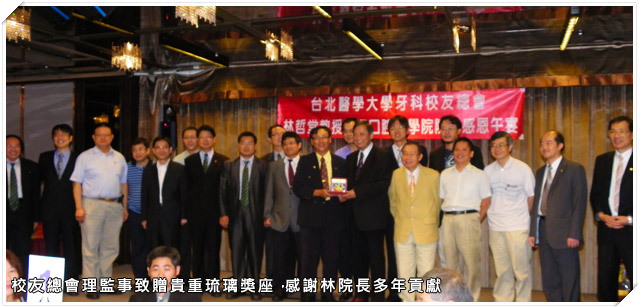 台北醫學大學牙科校友總會
林哲堂教授 口腔 學院院 感恩午宴
校友總會理監事致贈貴重琉璃獎座 ‧感謝林院長多年貢獻